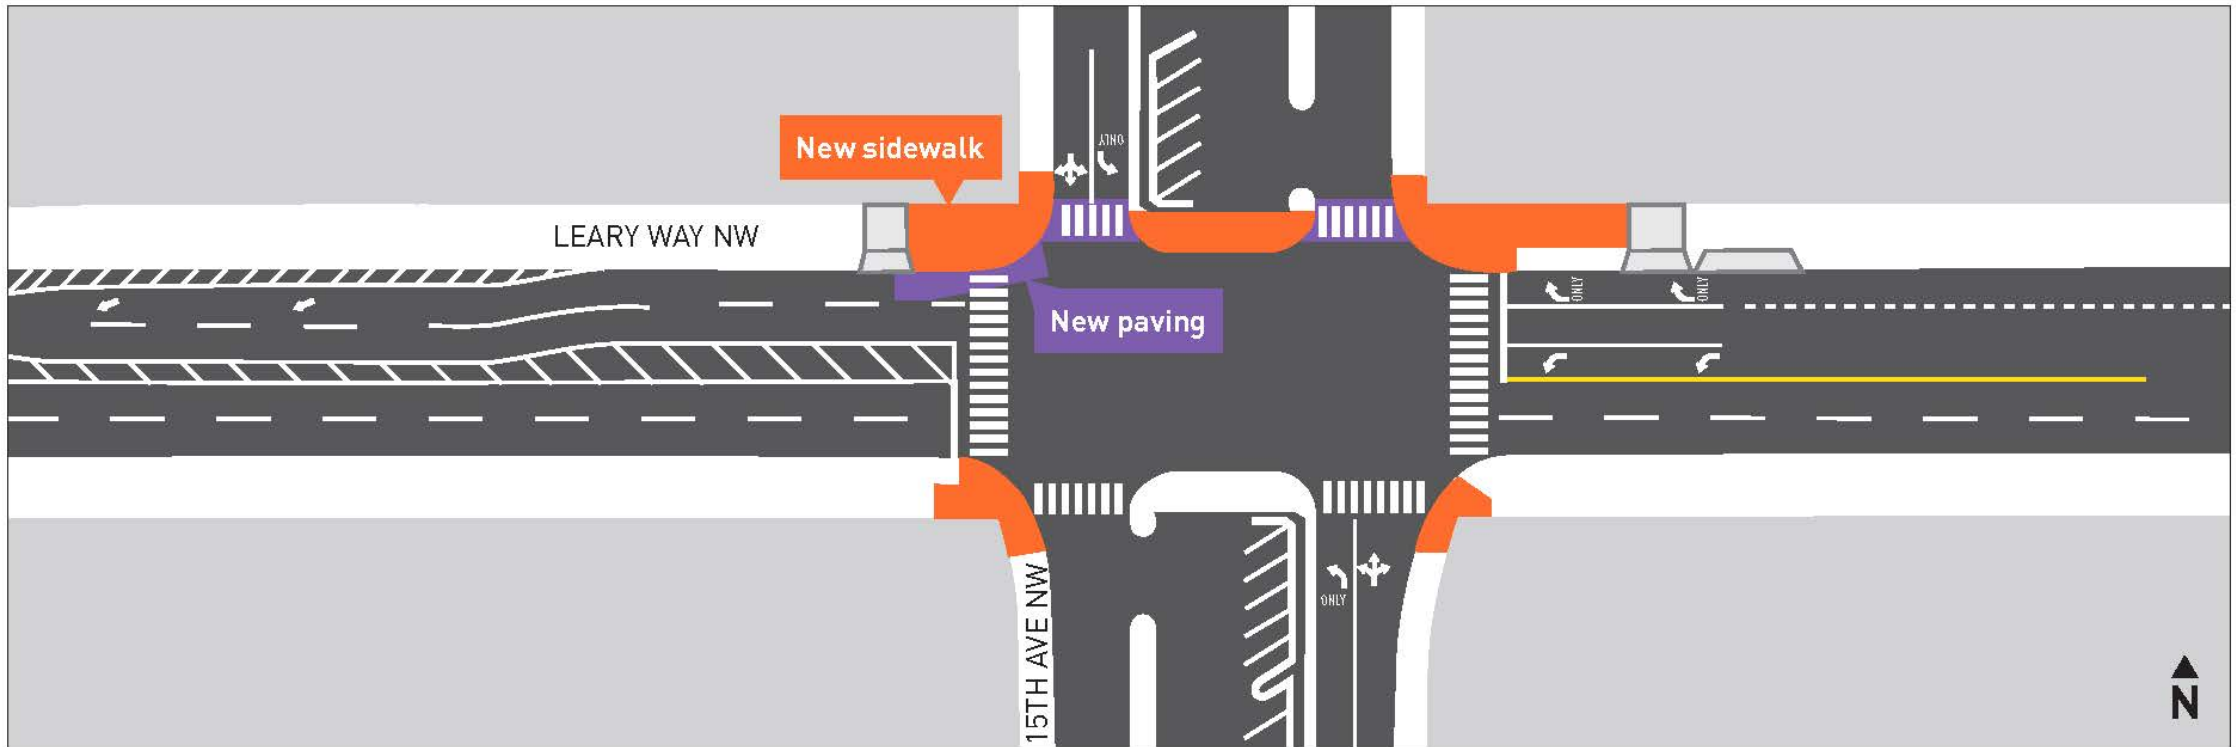 ONLY
New sidewalk
LEARY WAY NW
ONLY
ONLY
New paving
ONLY
15TH AVE NW
N